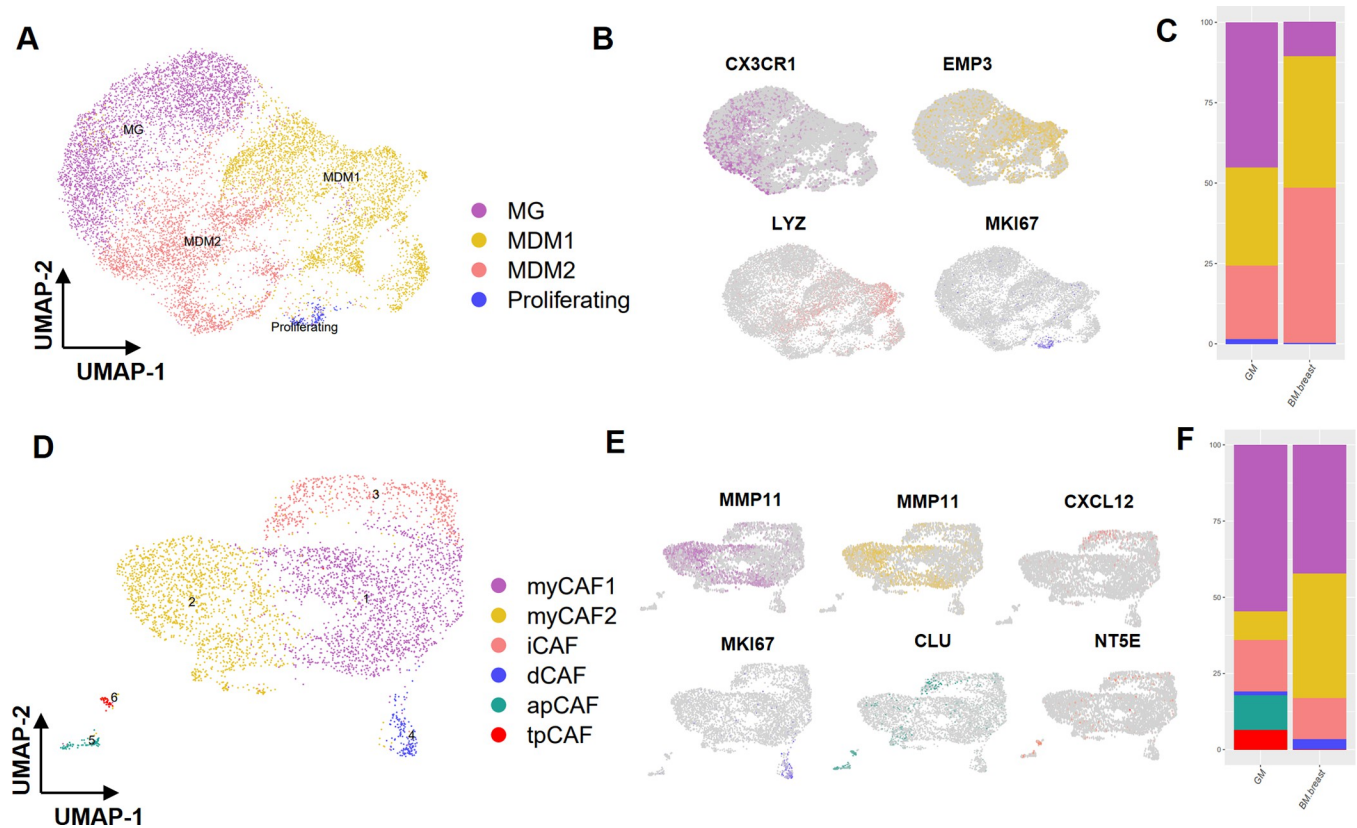 A
MG
MDM1
MDM2
Proliferating
UMAP-2
UMAP-1
MG
MDM1
MDM2
Proliferating
B
CX3CR1
EMP3
LYZ
MKI67
C
100
75
50
25
0
GM
BM.breast
D
3
2
1
6
5
4
UMAP-2
UMAP-1
myCAF1
myCAF2
iCAF
dCAF
apCAF
tpCAF
E
MMP11
MMP11
CXCL12
MKI67
CLU
NT5E
F
100
75
50
25
0
GM
BM.breast